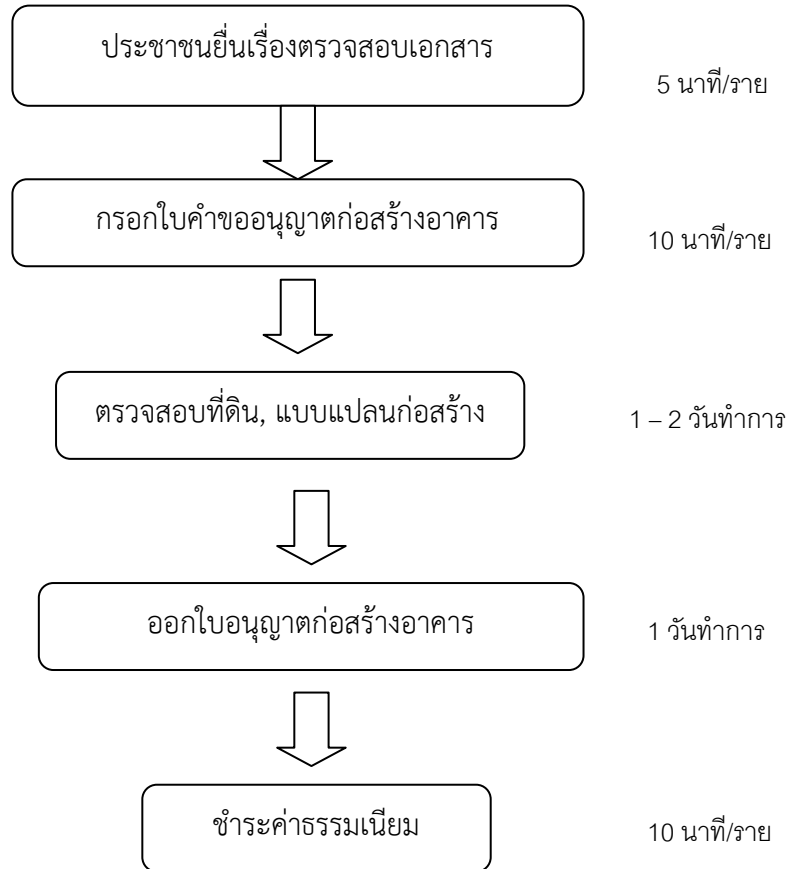 ประชาชนยื่นเรื่องตรวจสอบเอกสาร
5 นาที/ราย
กรอกใบคำขออนุญาตก่อสร้างอาคาร
10 นาที/ราย
ตรวจสอบที่ดิน, แบบแปลนก่อสร้าง
1 – 2 วันทำการ
ออกใบอนุญาตก่อสร้างอาคาร
1 วันทำการ
ชำระค่าธรรมเนียม
10 นาที/ราย